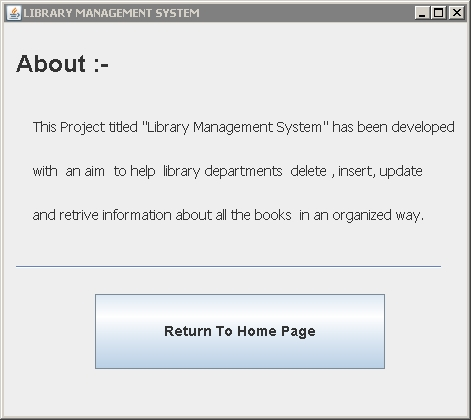 LIBRARY MANAGEMENT SYSTEM
About :-
This Project titled "Library Management System" has been developed
with  an aim  to help  library departments  delete , insert, update
and retrive information about all the books  in an organized way.
Return To Home Page